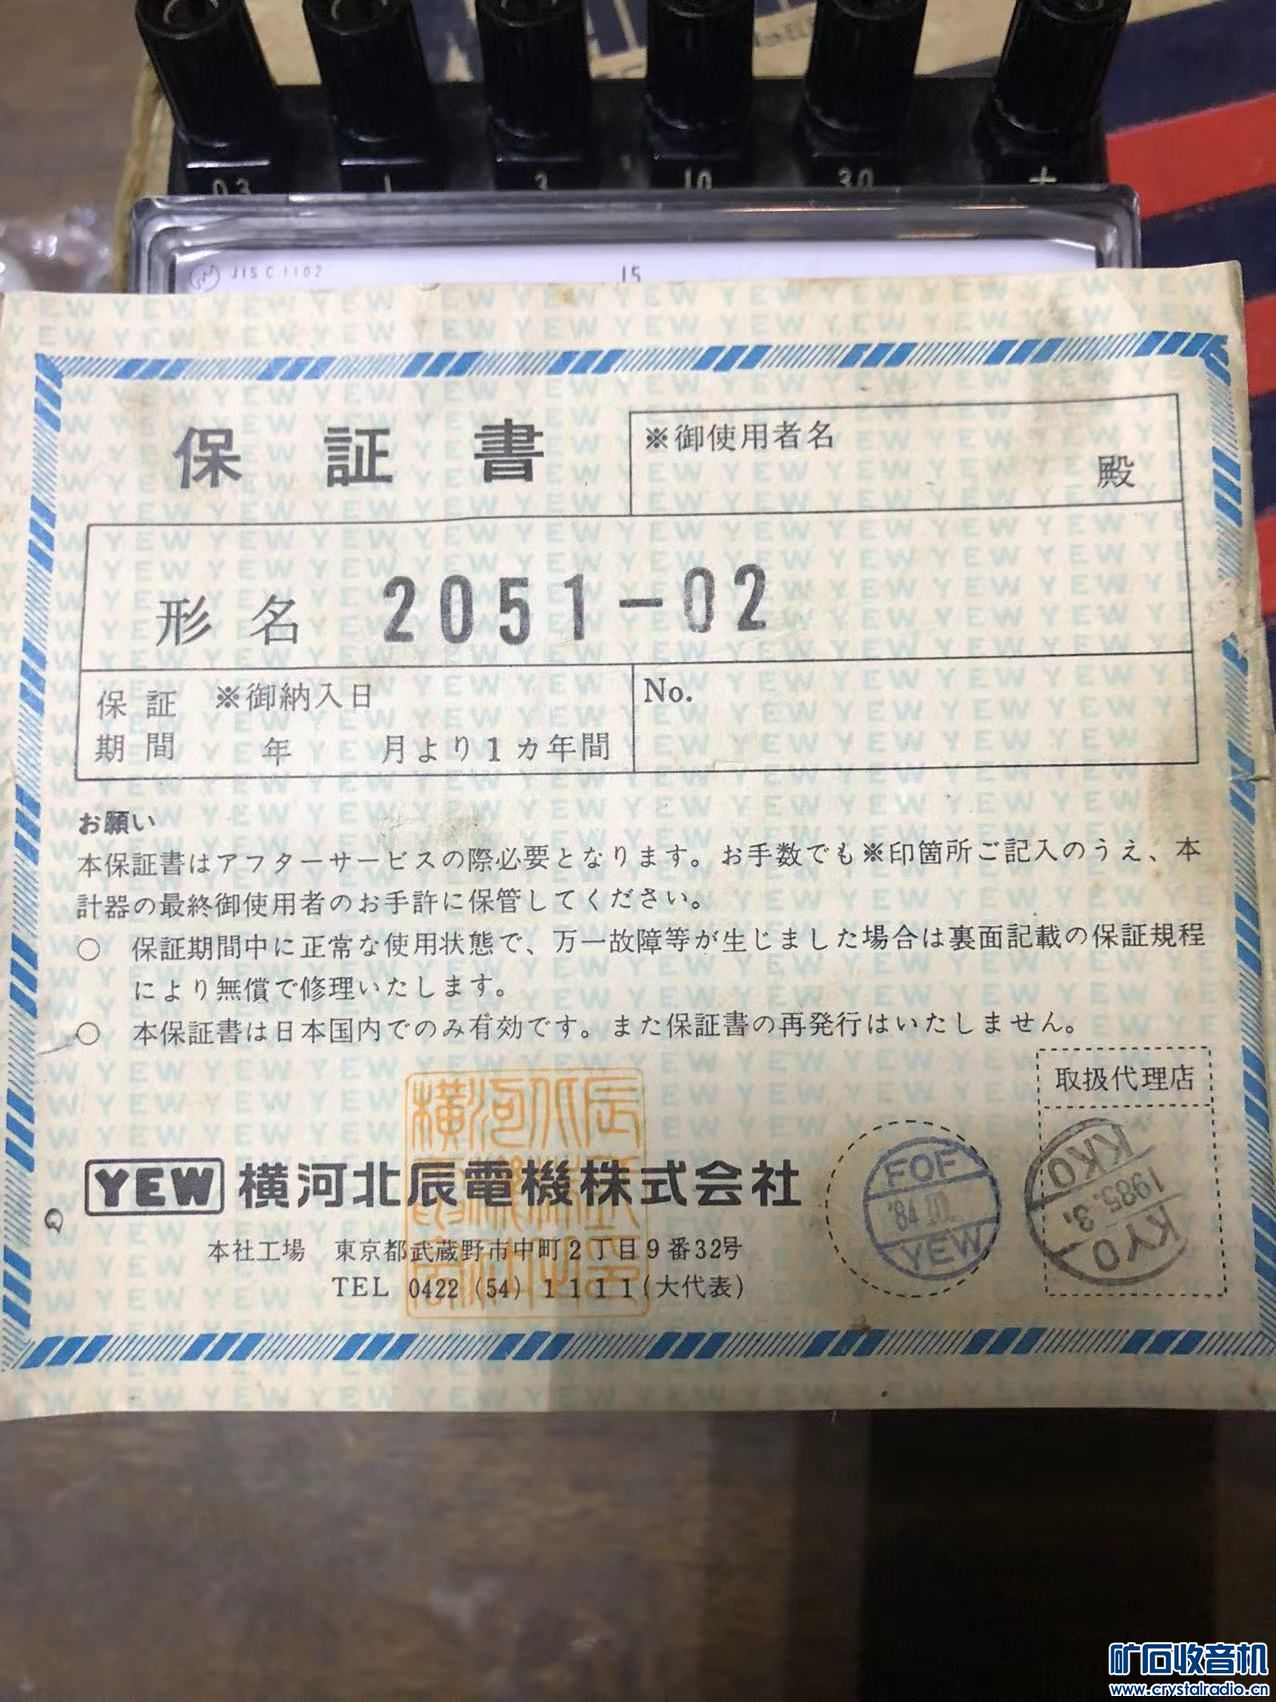 0.3 1 3 10 30 +
JIS C 1102
15
保証書
※御使用者名
殿
形名 2051-02
保証期間 ※御納入日
年 月より1カ年間
No.
お願い
本保証書はアフターサービスの際必要となります。お手数でも※印箇所ご記入のうえ、本
計器の最終御使用者のお手許に保管してください。
○ 保証期間中に正常な使用状態で、万一故障等が生じました場合は裏面記載の保証規程
により無償で修理いたします。
○ 本保証書は日本国内でのみ有効です。また保証書の再発行はいたしません。
取扱代理店
YEW 横河北辰電機株式会社
本社工場 東京都武蔵野市中町2丁目9番32号
TEL 0422 (54) 1111 (大代表)
横河北辰
FOF
'84
YEW
KYO
1985.3.
KKO
矿石收音机
www.crystalradio.cn